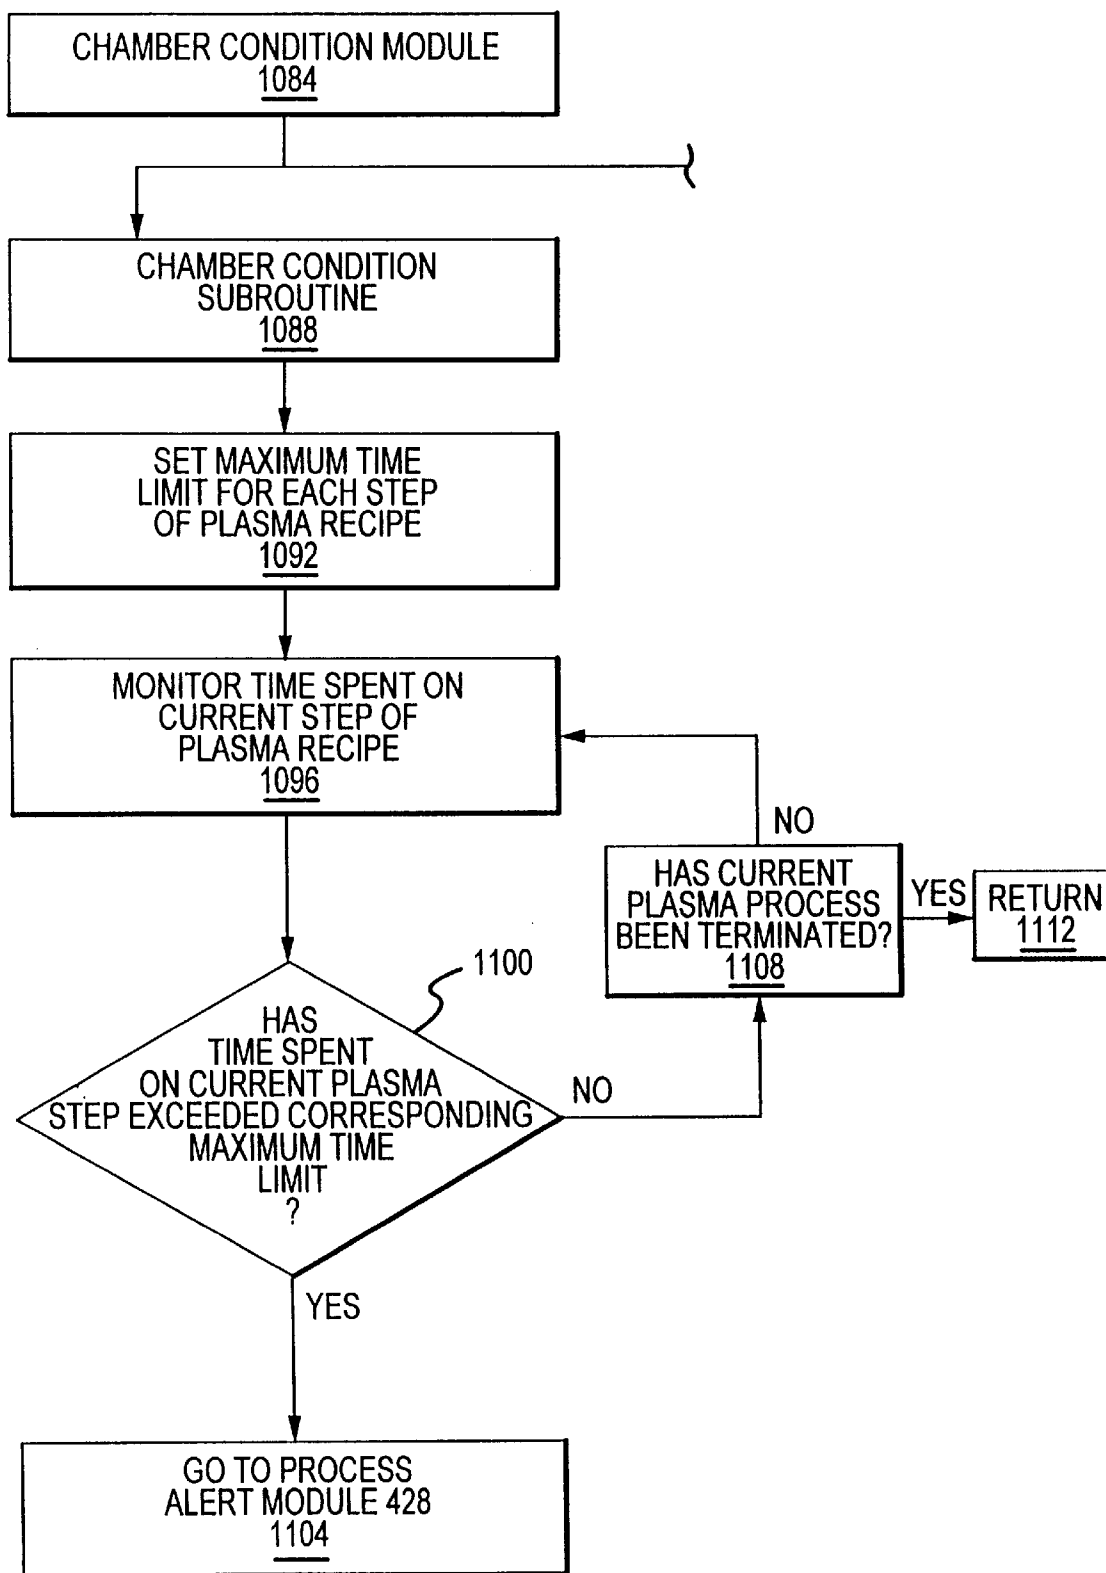 CHAMBER CONDITION MODULE
1084
CHAMBER CONDITION
SUBROUTINE
1088
SET MAXIMUM TIME
LIMIT FOR EACH STEP
OF PLASMA RECIPE
1092
MONITOR TIME SPENT ON
CURRENT STEP OF
PLASMA RECIPE
1096
NO
HAS CURRENT
PLASMA PROCESS
BEEN TERMINATED?
1108
YES
RETURN
1112
1100
HAS
TIME SPENT
ON CURRENT PLASMA
STEP EXCEEDED CORRESPONDING
MAXIMUM TIME
LIMIT
?
NO
YES
GO TO PROCESS
ALERT MODULE 428
1104